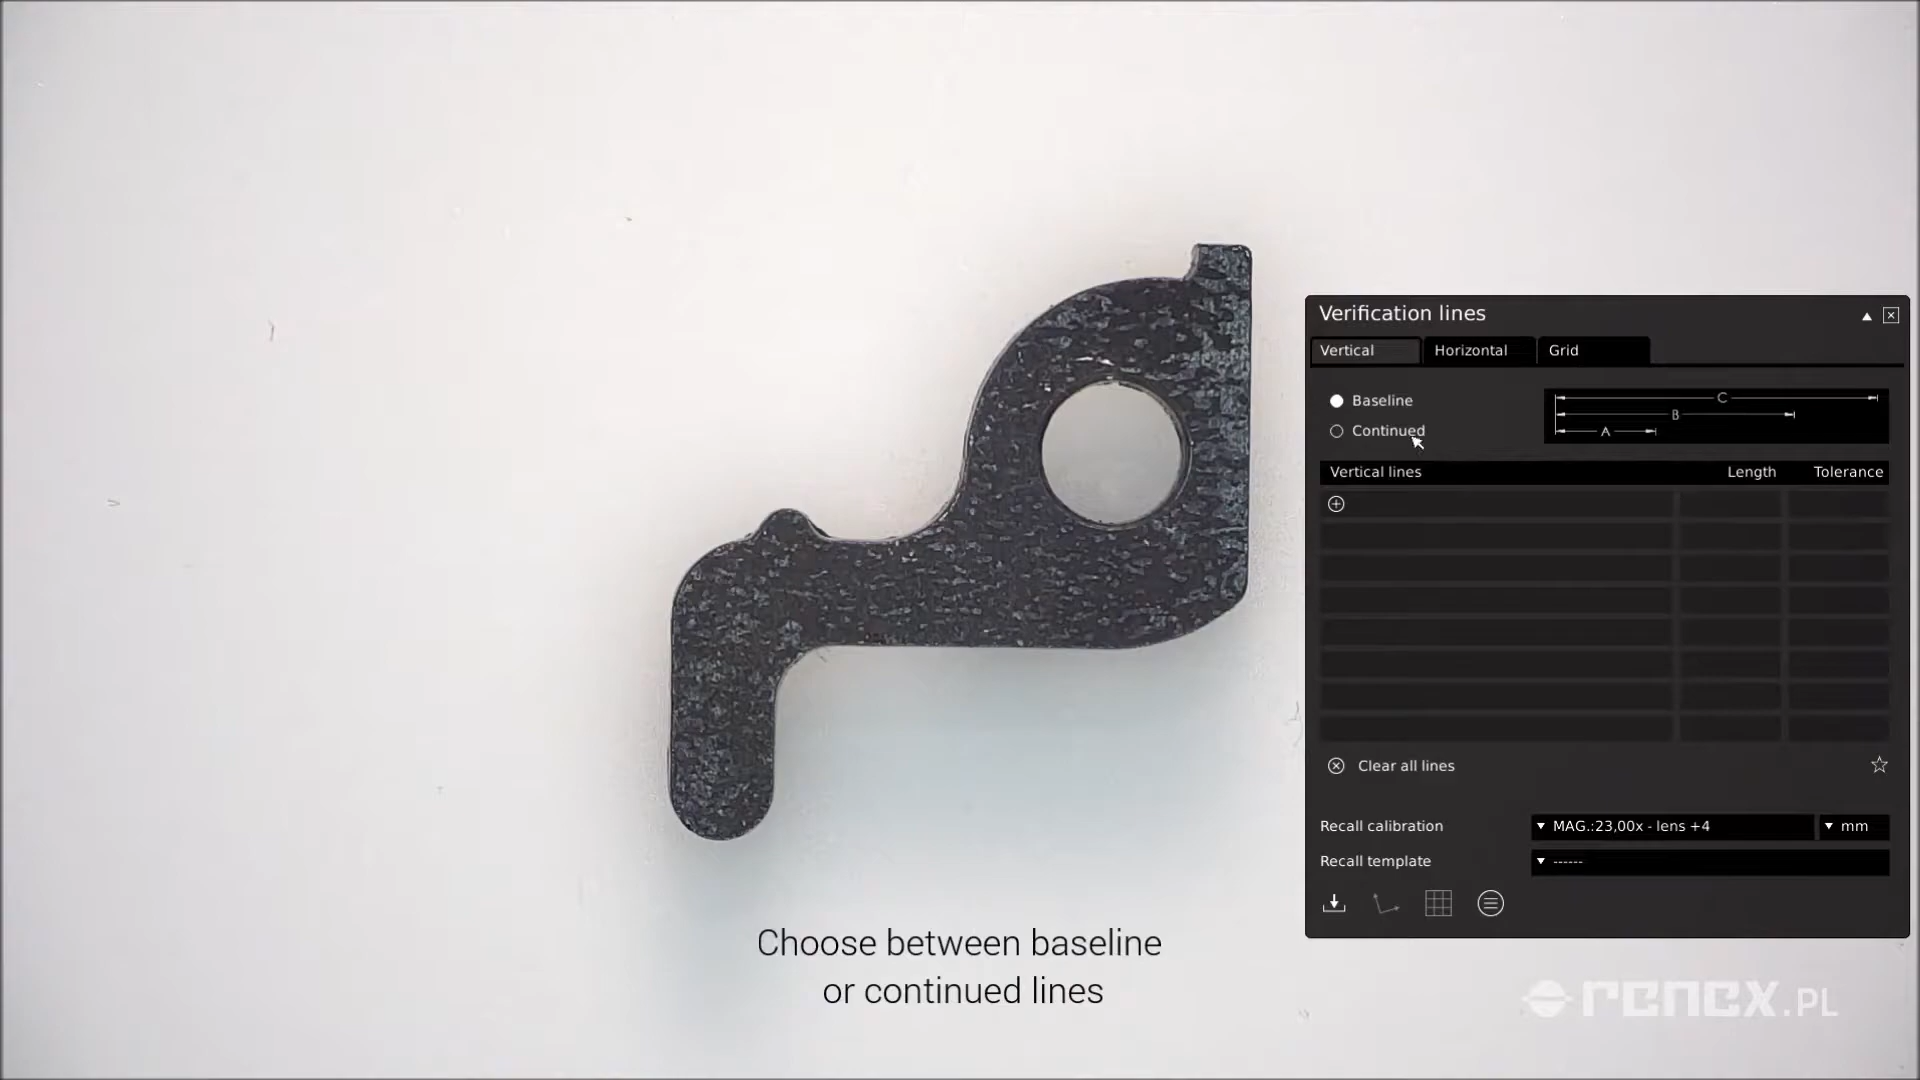 Verification lines
Vertical Horizontal Grid
Baseline
Continued
C
B
A
Vertical lines Length Tolerance
Clear all lines
Recall calibration MAG.:23,00x - lens +4 mm
Recall template ------
Choose between baseline
or continued lines
renex.PL